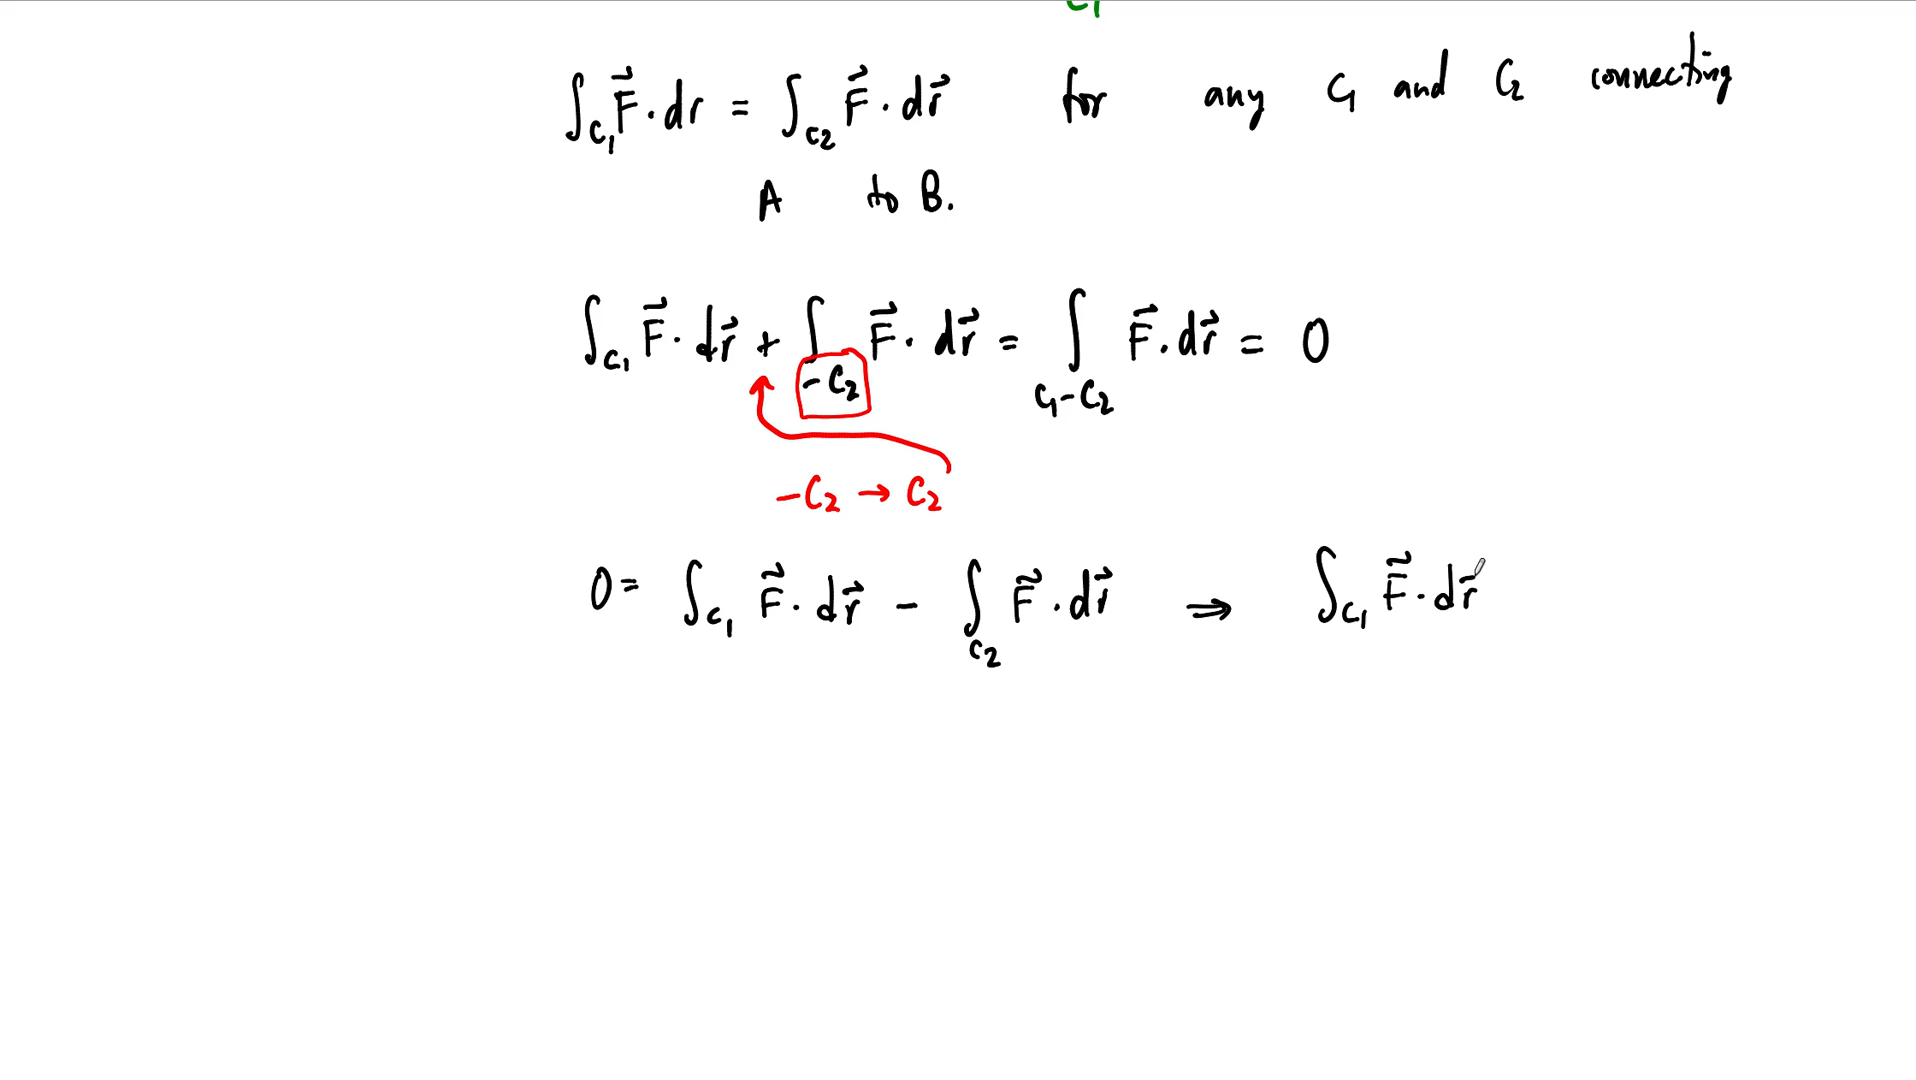 C₁
∫_{C₁} F⃗ · dr = ∫_{C₂} F⃗ · dr⃗ for any C₁ and C₂ connecting
A to B.
∫_{C₁} F⃗ · dr⃗ + ∫_{-C₂} F⃗ · dr⃗ = ∫_{C₁-C₂} F⃗ · dr⃗ = 0
-C₂ → C₂
0 = ∫_{C₁} F⃗ · dr⃗ - ∫_{C₂} F⃗ · dr⃗ ⇒ ∫_{C₁} F⃗ · dr⃗